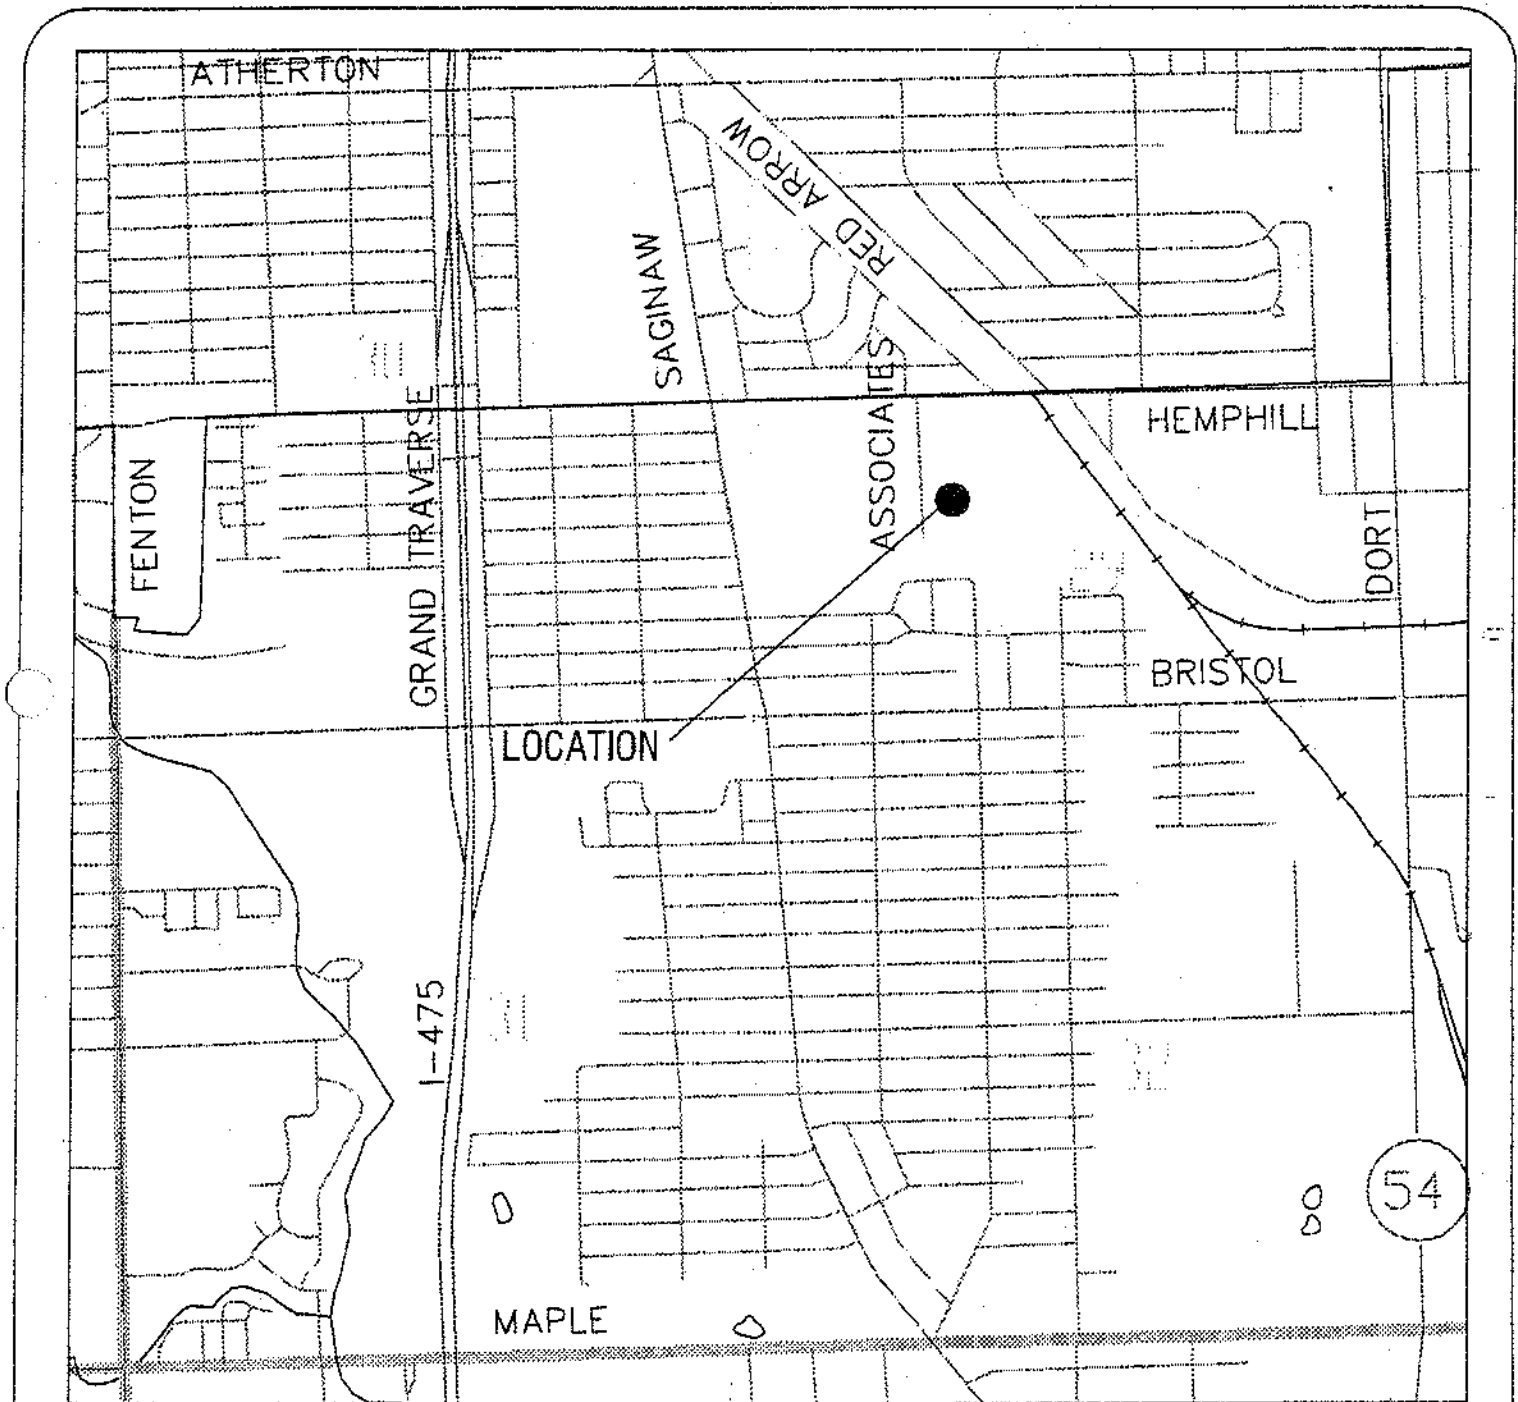 ATHERTON
RED ARROW
SAGINAW
ASSOCIATES
HEMPHILL
GRAND TRAVERSE
FENTON
DORT
BRISTOL
LOCATION
I-475
54
MAPLE